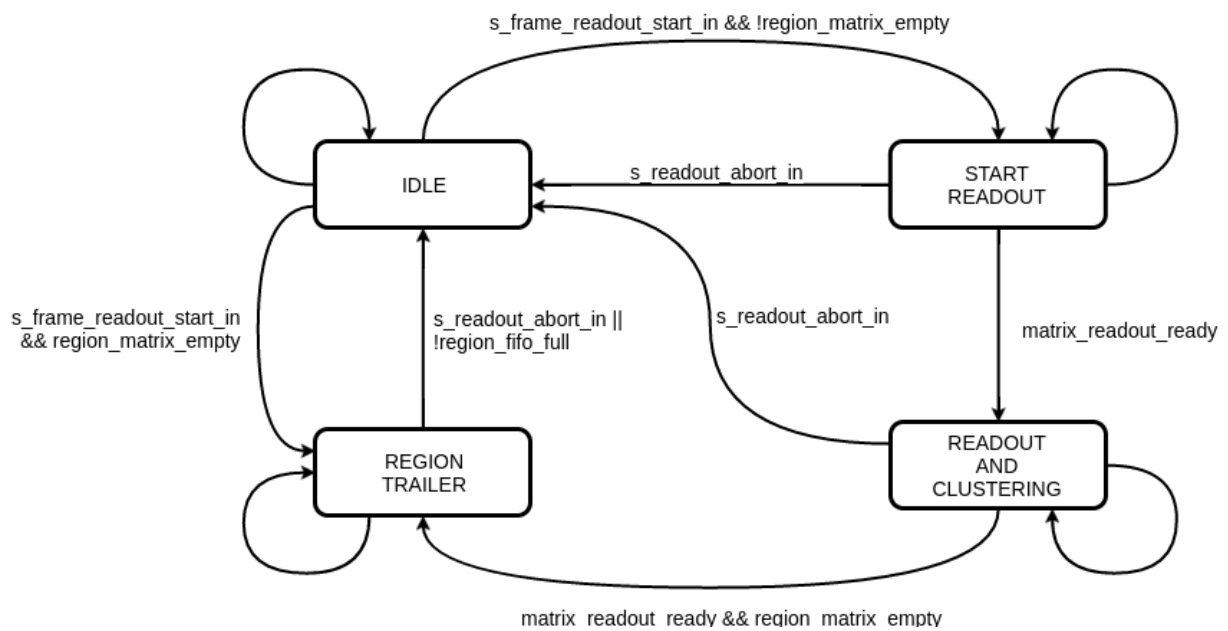 s_frame_readout_start_in && !region_matrix_empty
IDLE
s_readout_abort_in
START
READOUT
s_frame_readout_start_in
&& region_matrix_empty
s_readout_abort_in ||
!region_fifo_full
s_readout_abort_in
matrix_readout_ready
REGION
TRAILER
READOUT
AND
CLUSTERING
matrix_readout_ready && region_matrix_empty